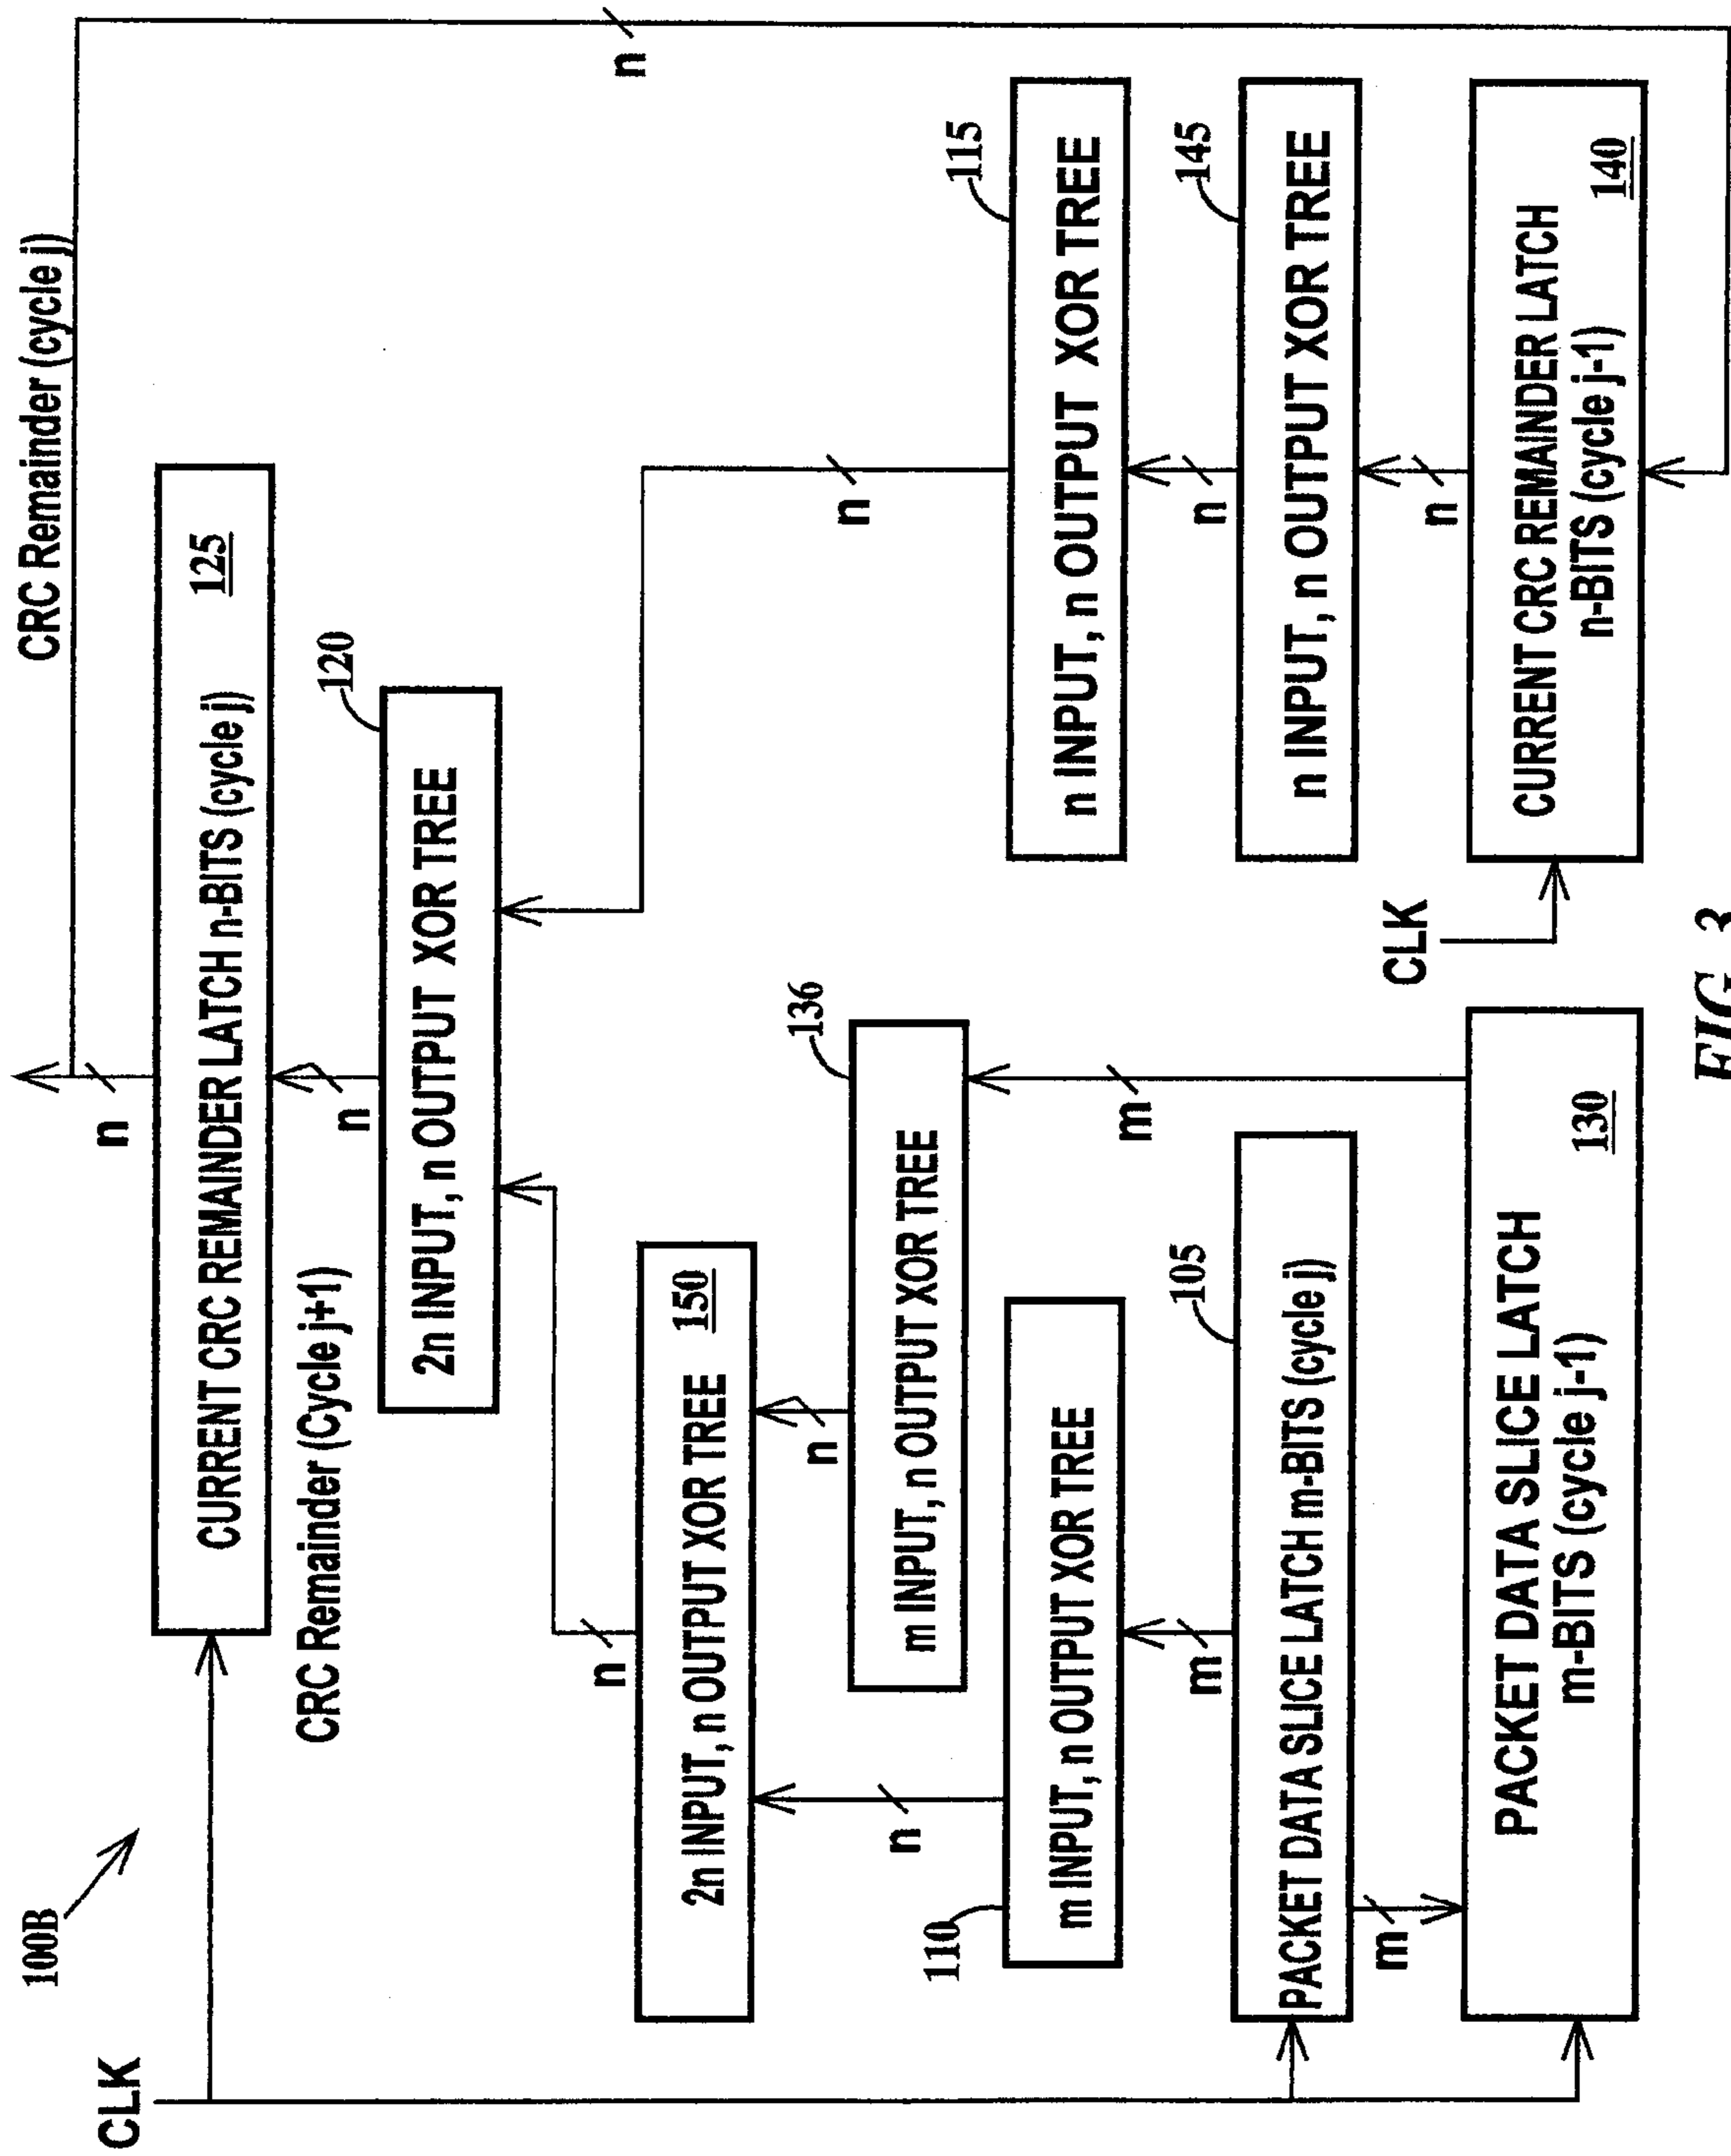 100B
CLK
CRC Remainder (cycle j)
n
CURRENT CRC REMAINDER LATCH n-BITS (cycle j)
125
n
CRC Remainder (Cycle j+1)
n
120
2n INPUT, n OUTPUT XOR TREE
n
2n INPUT, n OUTPUT XOR TREE
150
n
n
n
136
m INPUT, n OUTPUT XOR TREE
110
m INPUT, n OUTPUT XOR TREE
115
n INPUT, n OUTPUT XOR TREE
m
m
n
105
PACKET DATA SLICE LATCH m-BITS (cycle j)
145
n INPUT, n OUTPUT XOR TREE
m
n
CLK
PACKET DATA SLICE LATCH
m-BITS (cycle j-1)
130
CURRENT CRC REMAINDER LATCH
n-BITS (cycle j-1)
140
FIG. 3